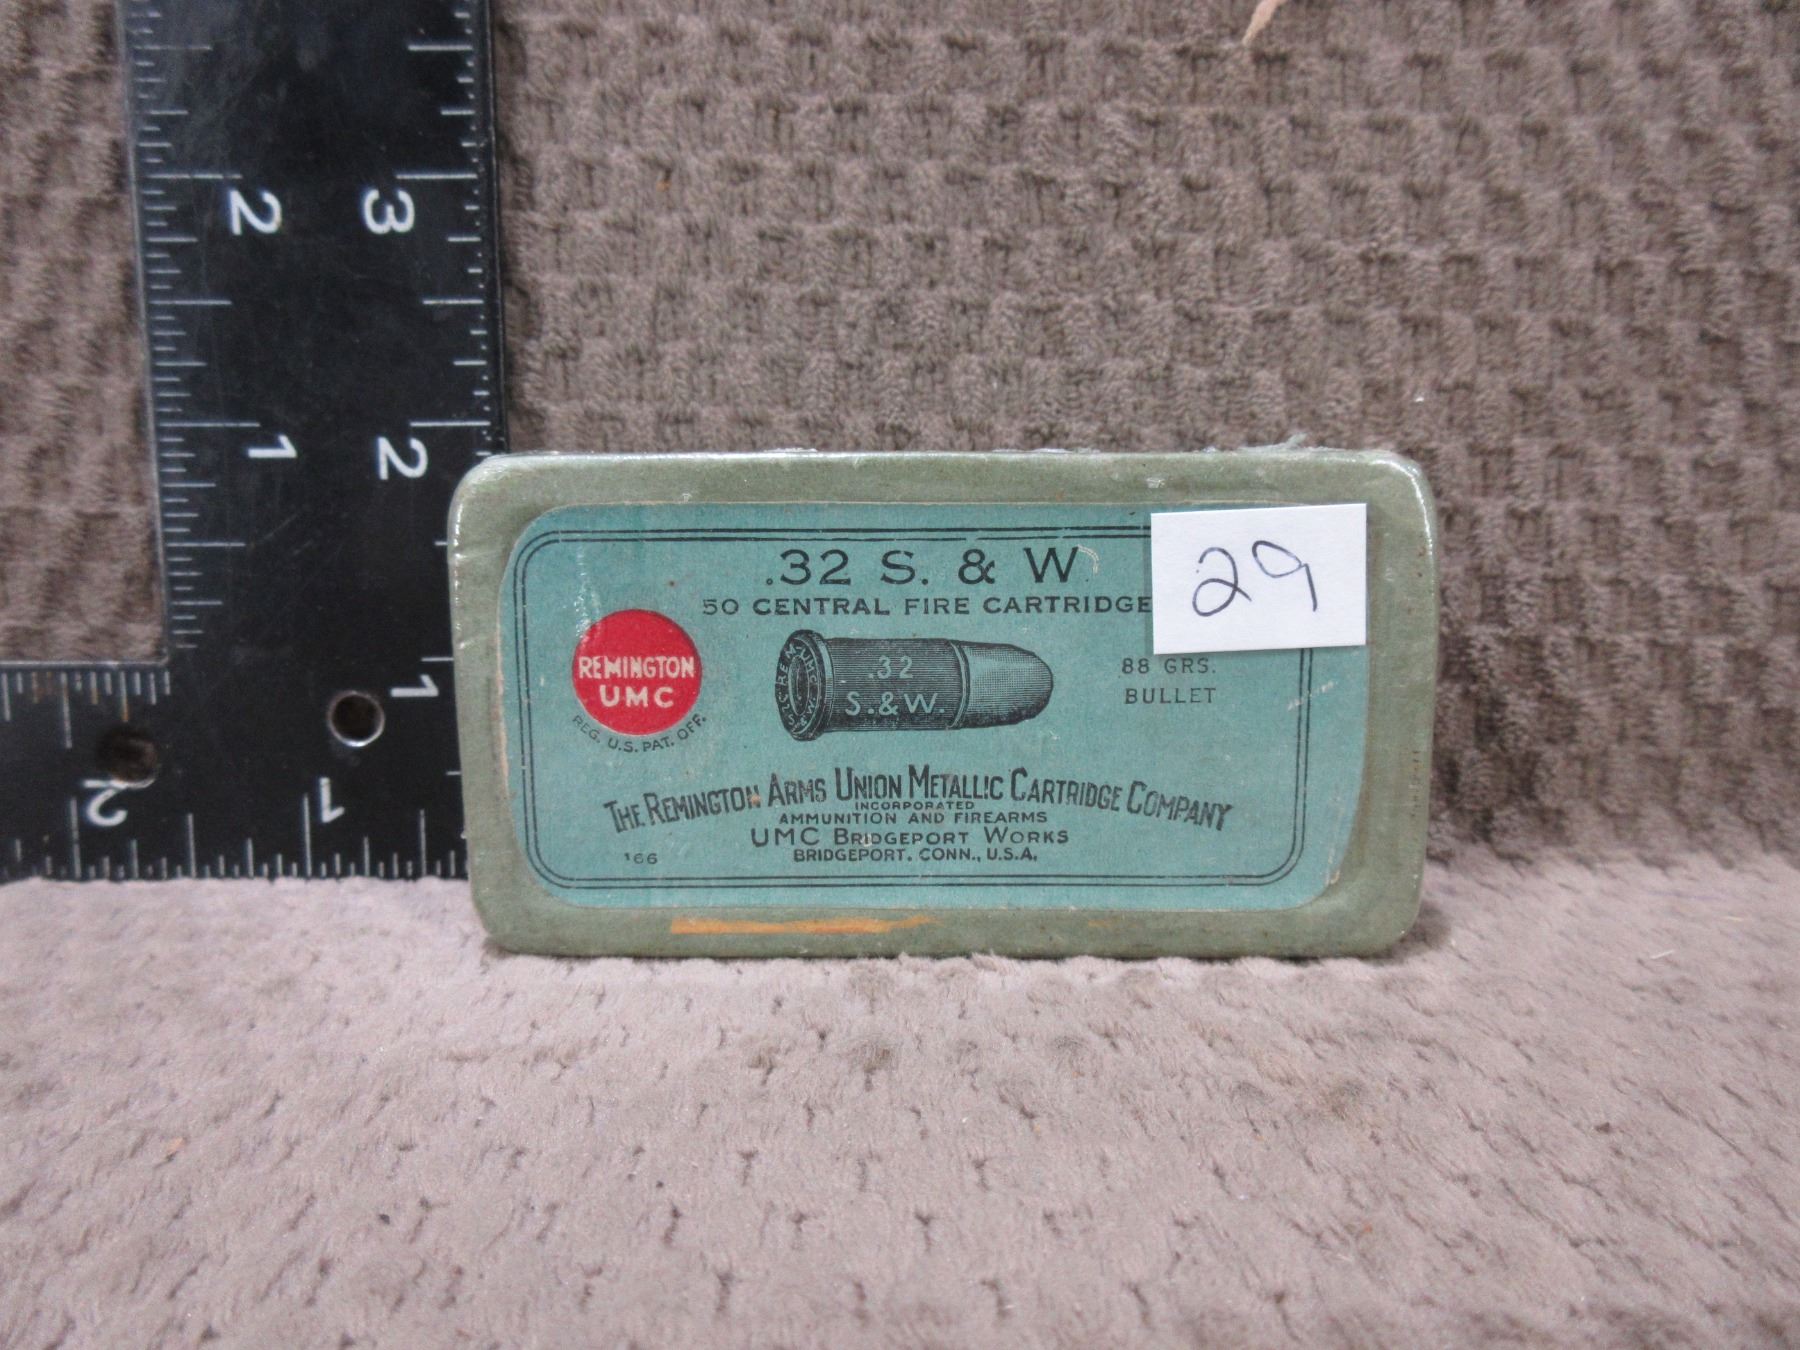 2
3
1
2
1
2
1
.32 S. & W.
50 CENTRAL FIRE CARTRIDGE
29
REMINGTON
UMC
REG. U.S. PAT. OFF.
.32
S. & W.
88 GRS.
BULLET
THE REMINGTON ARMS UNION METALLIC CARTRIDGE COMPANY
INCORPORATED
AMMUNITION AND FIREARMS
UMC BRIDGEPORT WORKS
166
BRIDGEPORT. CONN., U.S.A.